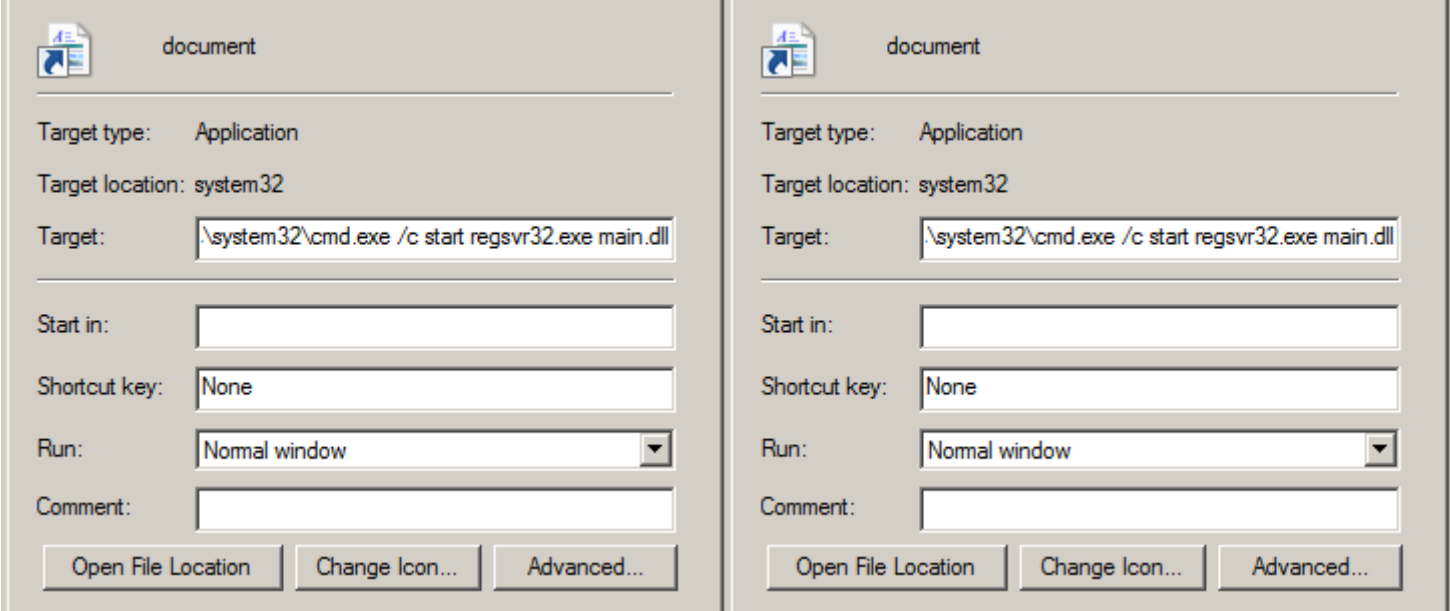 document
Target type: Application
Target location: system32
Target: .\system32\cmd.exe /c start regsvr32.exe main.dll
Start in:
Shortcut key: None
Run: Normal window
Comment:
Open File Location Change Icon... Advanced...
document
Target type: Application
Target location: system32
Target: .\system32\cmd.exe /c start regsvr32.exe main.dll
Start in:
Shortcut key: None
Run: Normal window
Comment:
Open File Location Change Icon... Advanced...